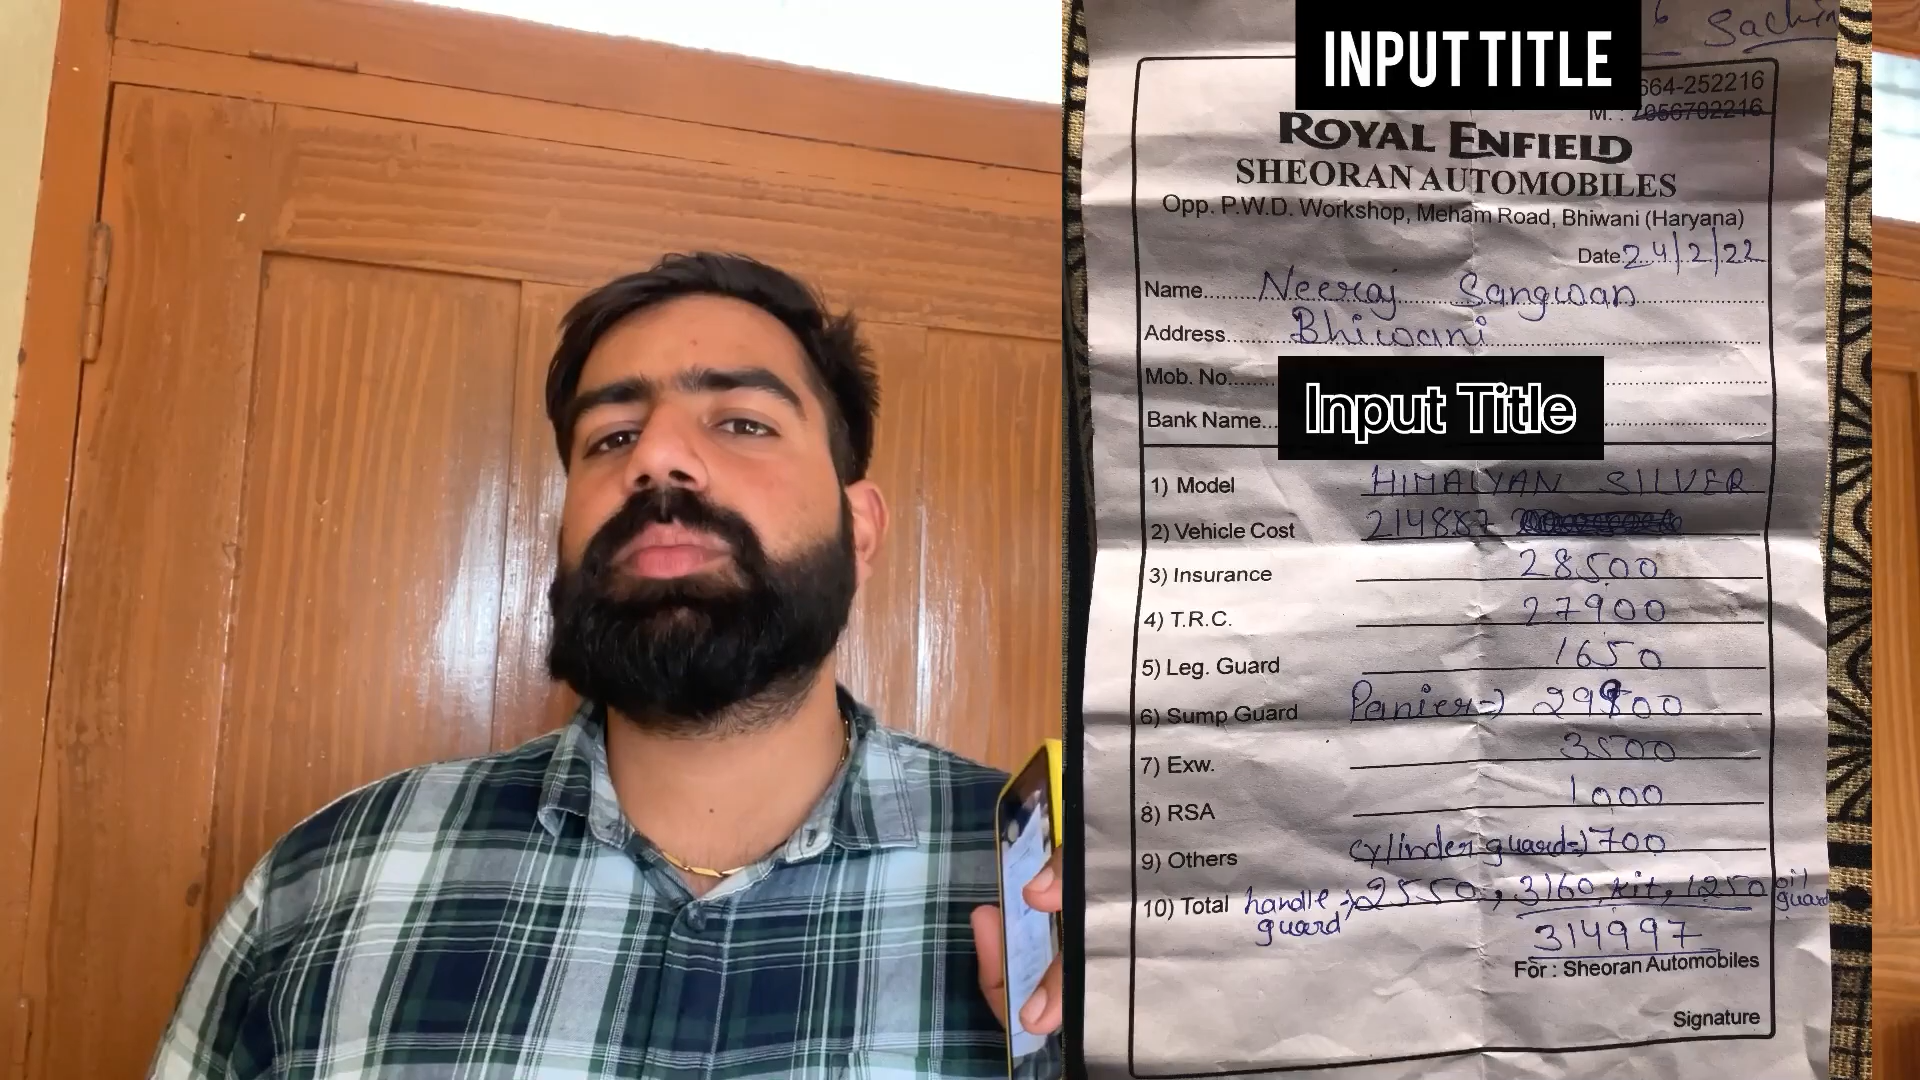 INPUT TITLE
6 Sachin
664-252216
M. : 7056702216
ROYAL ENFIELD
SHEORAN AUTOMOBILES
Opp. P.W.D. Workshop, Meham Road, Bhiwani (Haryana)
Date 24/2/22
Name Neeraj Sangwan
Address Bhiwani
Mob. No.
Input Title
Bank Name
1) Model HIMALYAN SILVER
2) Vehicle Cost 214887
3) Insurance 28500
4) T.R.C. 27900
5) Leg. Guard 1650
6) Sump Guard Panier=) 29900
7) Exw. 3500
8) RSA 1000
9) Others cylinder guard=) 700
10) Total handle guard =) 2550, 3160 kit, 1250 oil guard
314997
For : Sheoran Automobiles
Signature